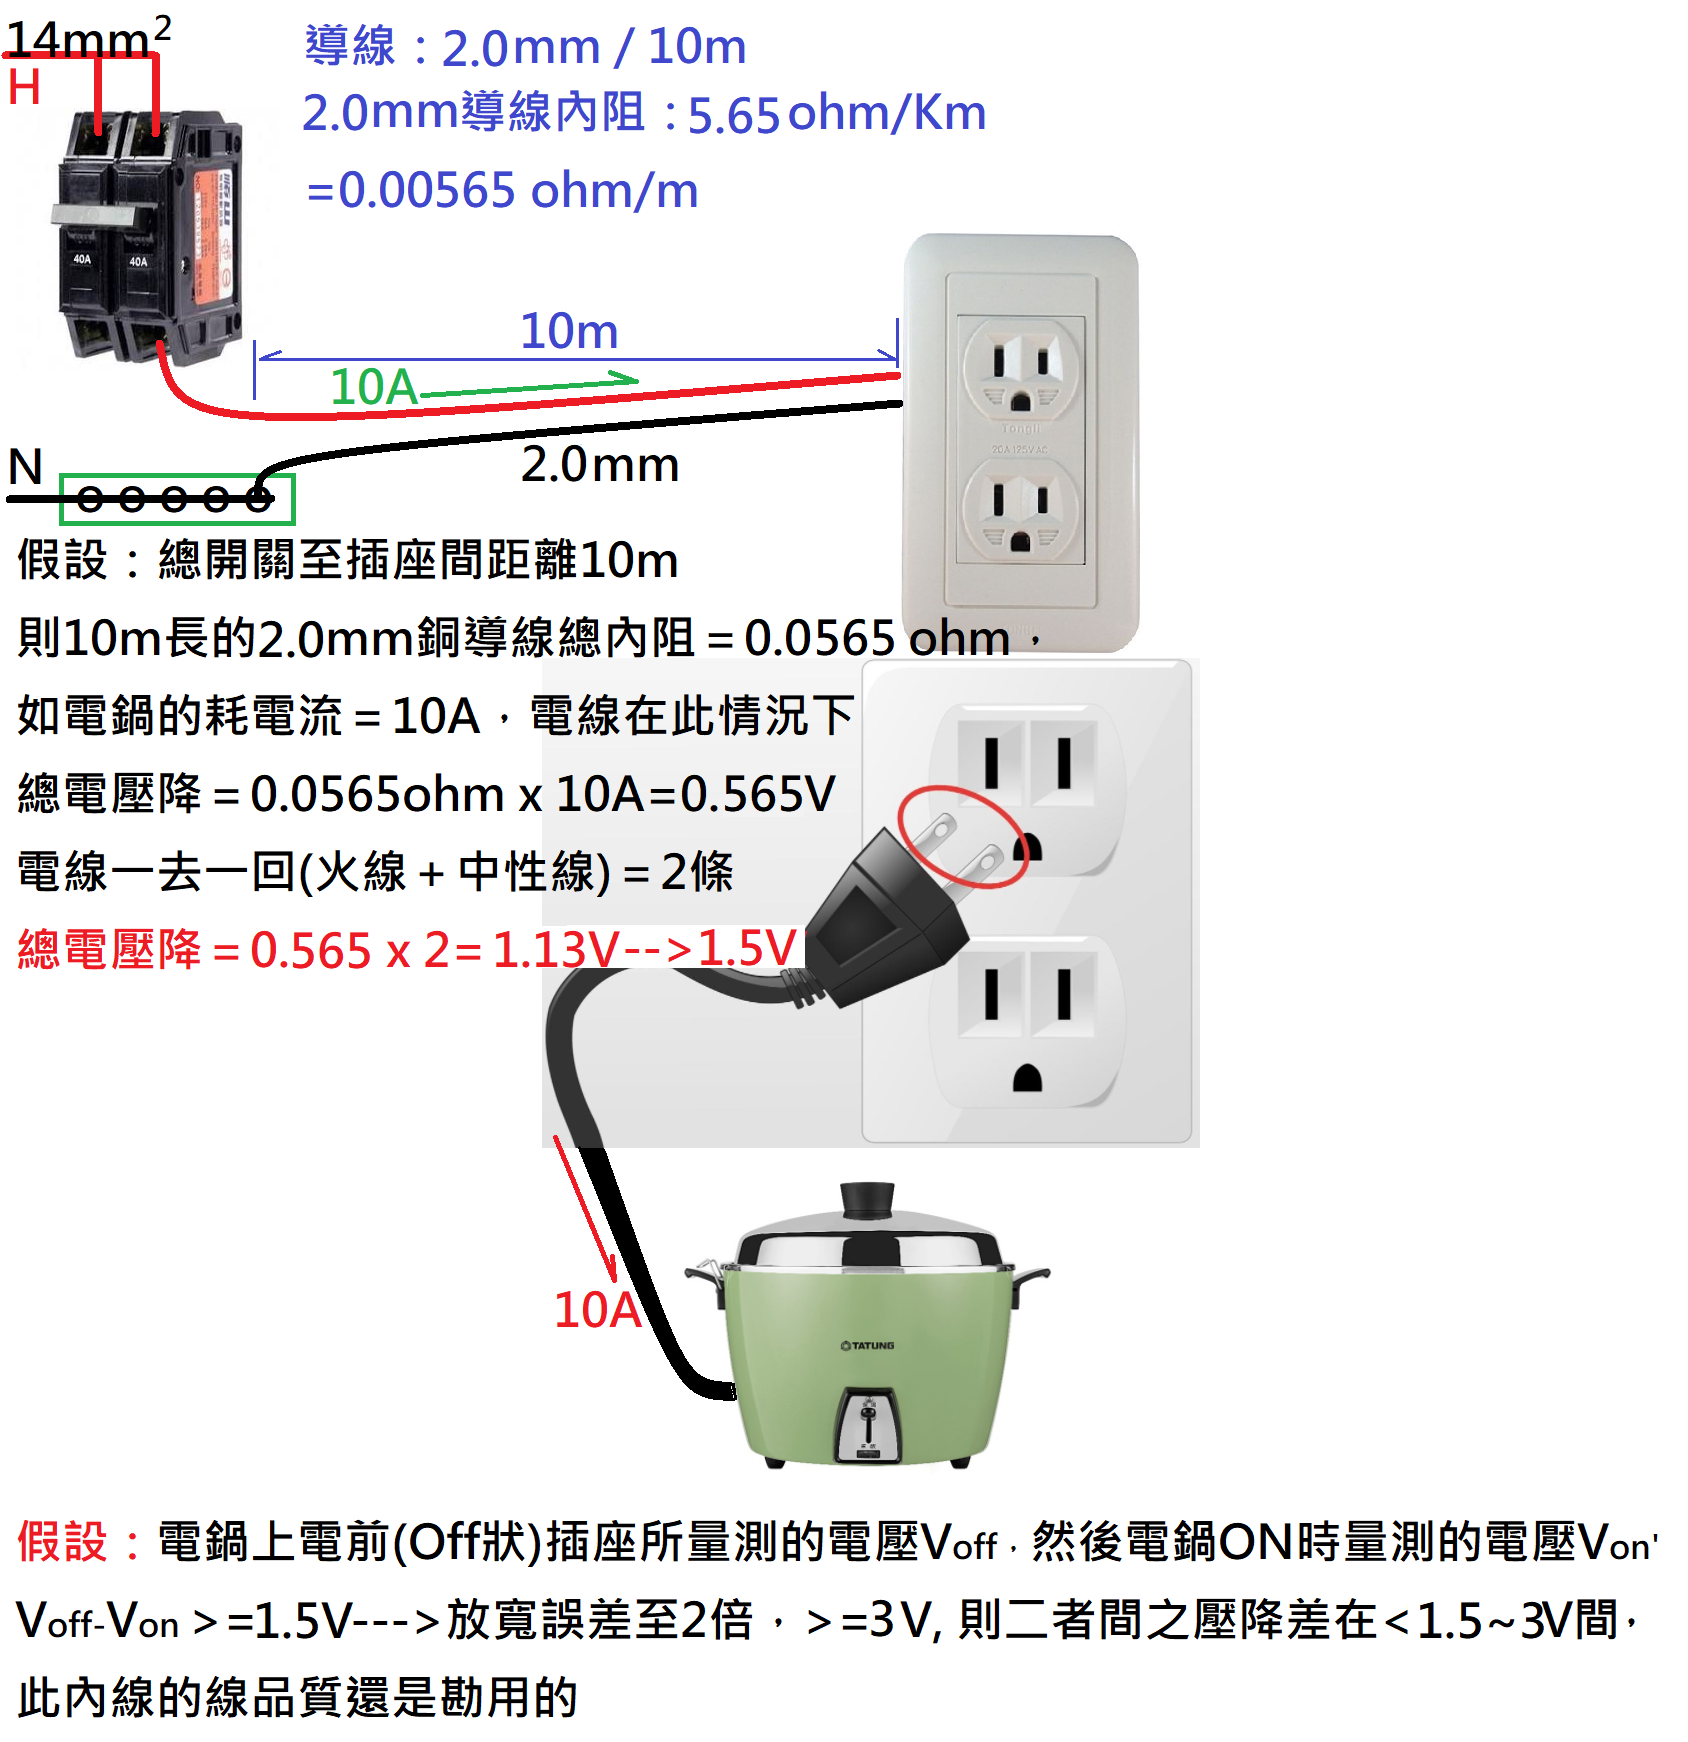 14mm²
H
導線：2.0mm / 10m
2.0mm導線內阻：5.65ohm/Km
=0.00565 ohm/m
40A
40A
10m
10A
N
2.0mm
Tongli
20A 125V AC
假設：總開關至插座間距離10m
則10m長的2.0mm銅導線總內阻=0.0565 ohm，
如電鍋的耗電流=10A，電線在此情況下
總電壓降=0.0565ohm x 10A=0.565V
電線一去一回(火線+中性線)=2條
總電壓降=0.565 x 2=1.13V-->1.5V
10A
TATUNG
假設：電鍋上電前(Off狀)插座所量測的電壓Voff，然後電鍋ON時量測的電壓Von'
Voff-Von >=1.5V--->放寬誤差至2倍，>=3V, 則二者間之壓降差在<1.5~3V間，
此內線的線品質還是勘用的